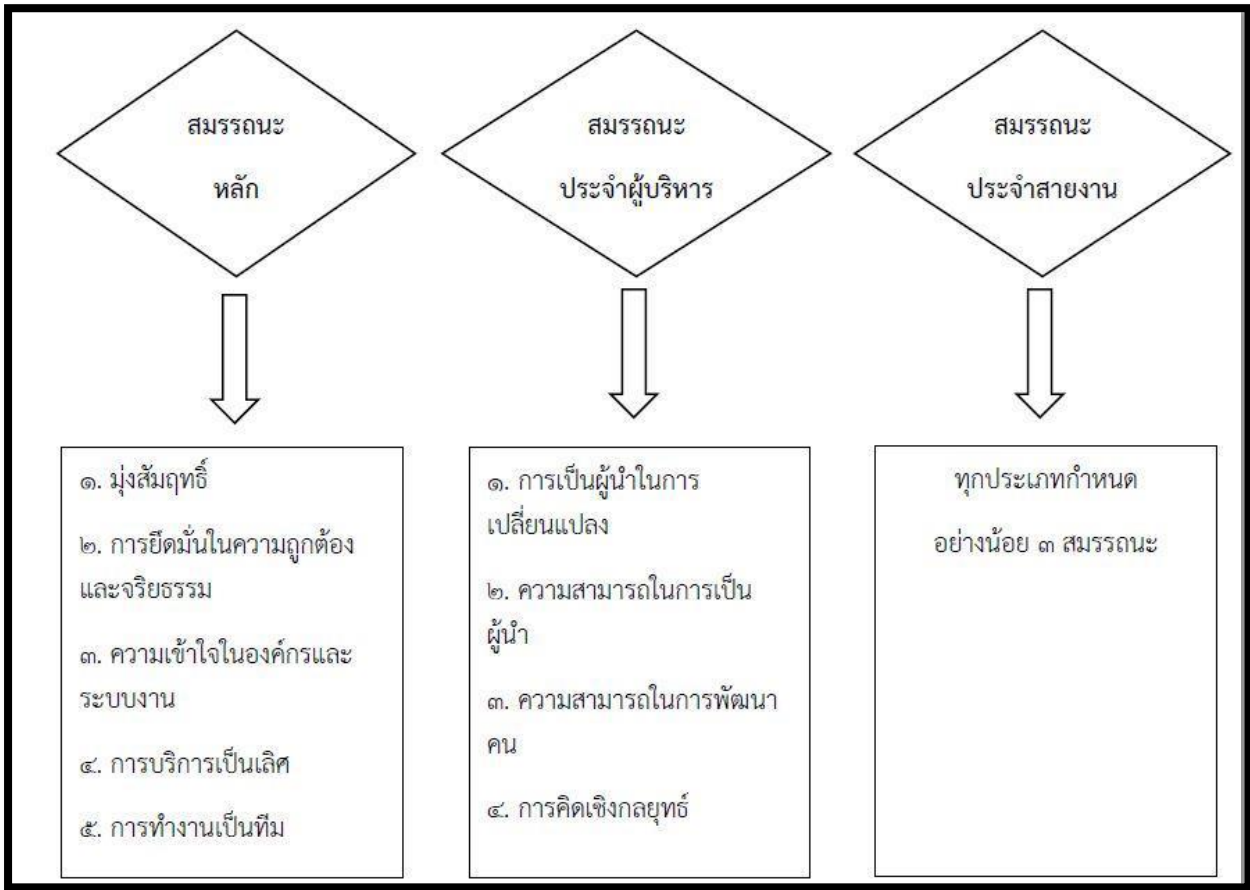 สมรรถนะ
หลัก
๑. มุ่งสัมฤทธิ์
๒. การยึดมั่นในความถูกต้อง
และจริยธรรม
๓. ความเข้าใจในองค์กรและ
ระบบงาน
๔. การบริการเป็นเลิศ
๕. การทำงานเป็นทีม
สมรรถนะ
ประจำผู้บริหาร
๑. การเป็นผู้นำในการ
เปลี่ยนแปลง
๒. ความสามารถในการเป็น
ผู้นำ
๓. ความสามารถในการพัฒนา
คน
๔. การคิดเชิงกลยุทธ์
สมรรถนะ
ประจำสายงาน
ทุกประเภทกำหนด
อย่างน้อย ๓ สมรรถนะ